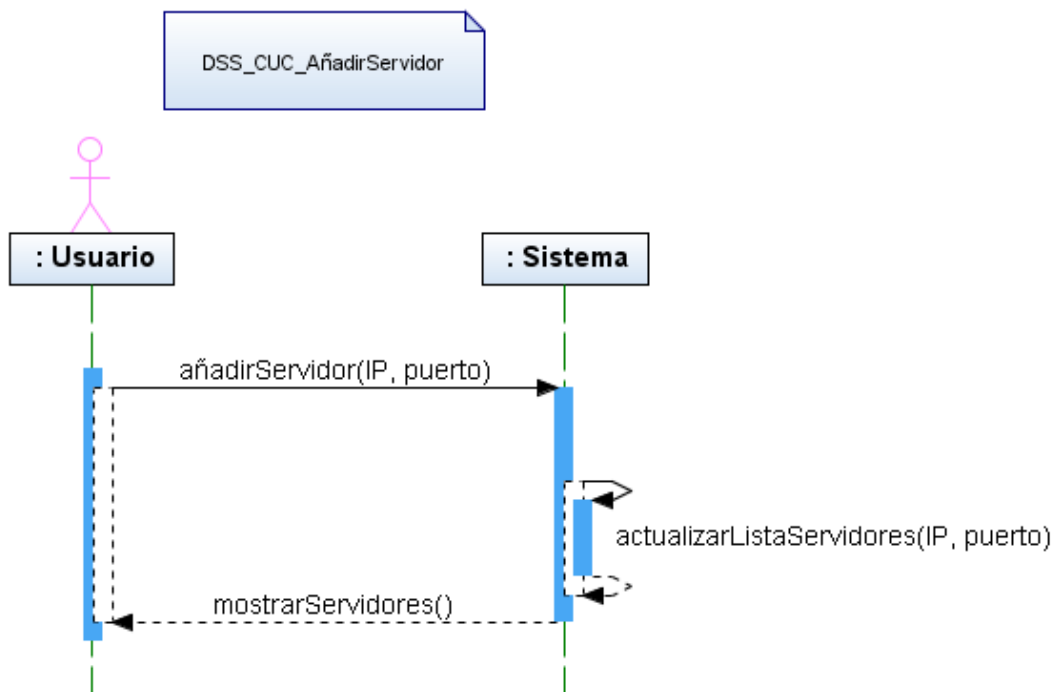 DSS_CUC_AñadirServidor
: Usuario
: Sistema
añadirServidor(IP, puerto)
actualizarListaServidores(IP, puerto)
mostrarServidores()